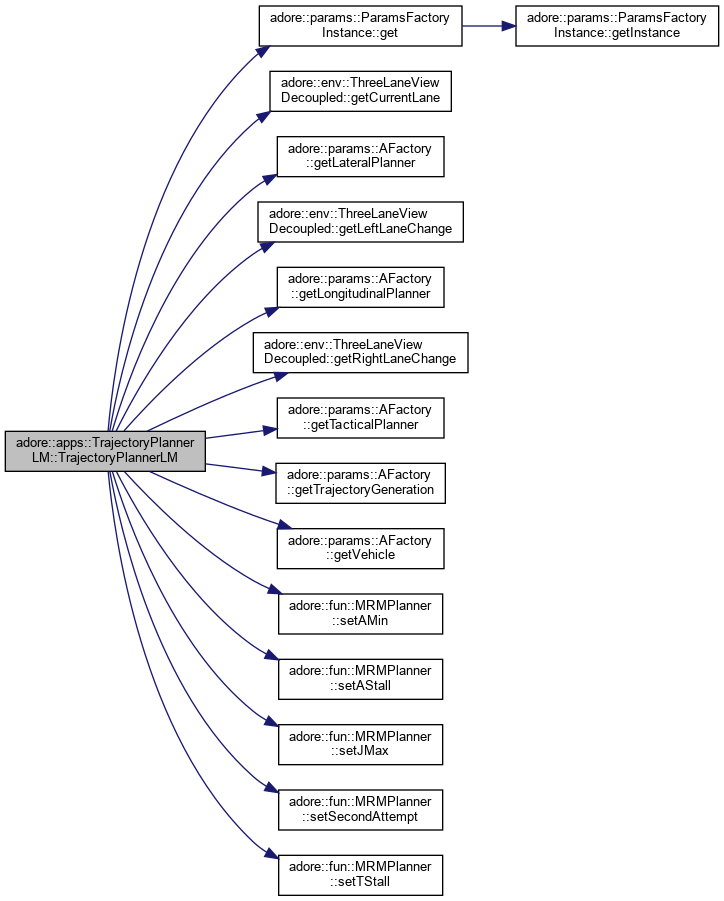 adore::params::ParamsFactory
Instance::get
adore::params::ParamsFactory
Instance::getInstance
adore::env::ThreeLaneView
Decoupled::getCurrentLane
adore::params::AFactory
::getLateralPlanner
adore::env::ThreeLaneView
Decoupled::getLeftLaneChange
adore::params::AFactory
::getLongitudinalPlanner
adore::env::ThreeLaneView
Decoupled::getRightLaneChange
adore::apps::TrajectoryPlanner
LM::TrajectoryPlannerLM
adore::params::AFactory
::getTacticalPlanner
adore::params::AFactory
::getTrajectoryGeneration
adore::params::AFactory
::getVehicle
adore::fun::MRMPlanner
::setAMin
adore::fun::MRMPlanner
::setAStall
adore::fun::MRMPlanner
::setJMax
adore::fun::MRMPlanner
::setSecondAttempt
adore::fun::MRMPlanner
::setTStall